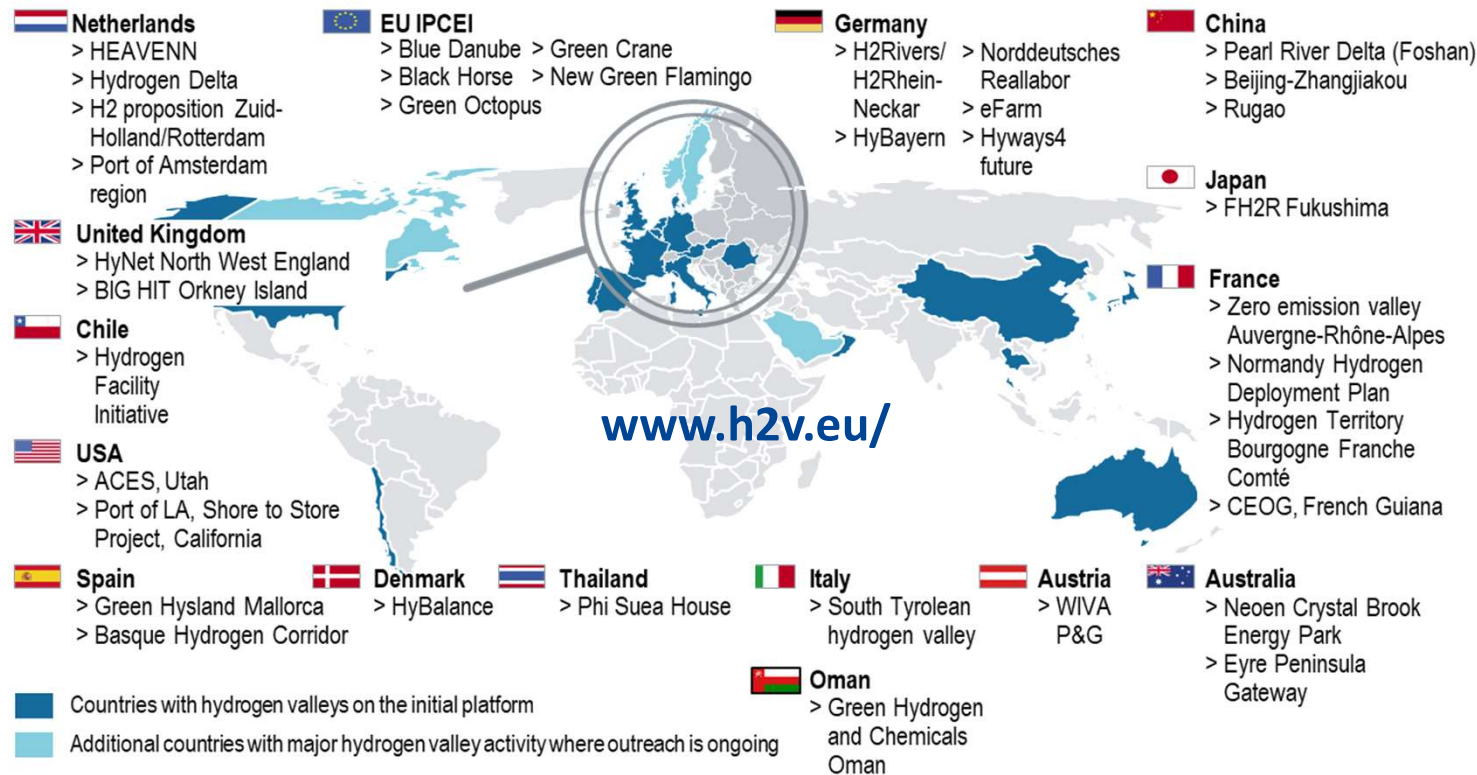 Netherlands
> HEAVENN
> Hydrogen Delta
> H2 proposition Zuid-
Holland/Rotterdam
> Port of Amsterdam
region
EU IPCEI
> Blue Danube > Green Crane
> Black Horse > New Green Flamingo
> Green Octopus
Germany
> H2Rivers/
H2Rhein-
Neckar
> HyBayern
> Norddeutsches
Reallabor
> eFarm
> Hyways4
future
China
> Pearl River Delta (Foshan)
> Beijing-Zhangjiakou
> Rugao
Japan
> FH2R Fukushima
United Kingdom
> HyNet North West England
> BIG HIT Orkney Island
France
> Zero emission valley
Auvergne-Rhône-Alpes
> Normandy Hydrogen
Deployment Plan
> Hydrogen Territory
Bourgogne Franche
Comté
> CEOG, French Guiana
Chile
> Hydrogen
Facility
Initiative
www.h2v.eu/
USA
> ACES, Utah
> Port of LA, Shore to Store
Project, California
Spain
> Green Hysland Mallorca
> Basque Hydrogen Corridor
Denmark
> HyBalance
Thailand
> Phi Suea House
Italy
> South Tyrolean
hydrogen valley
Austria
> WIVA
P&G
Australia
> Neoen Crystal Brook
Energy Park
> Eyre Peninsula
Gateway
Oman
> Green Hydrogen
and Chemicals
Oman
Countries with hydrogen valleys on the initial platform
Additional countries with major hydrogen valley activity where outreach is ongoing